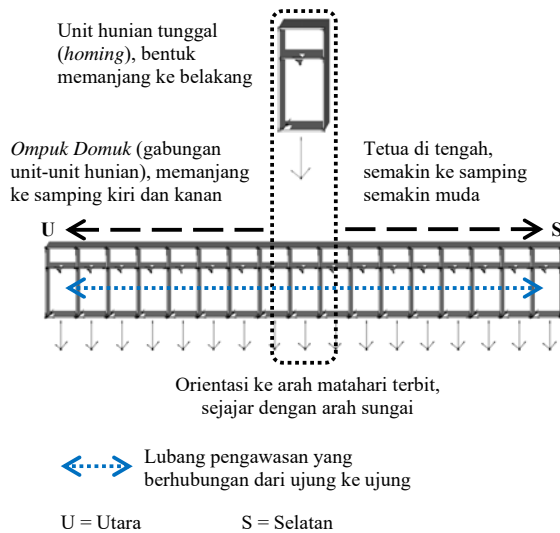 Unit hunian tunggal
(homing), bentuk
memanjang ke belakang
Ompuk Domuk (gabungan
unit-unit hunian), memanjang
ke samping kiri dan kanan
Tetua di tengah,
semakin ke samping
semakin muda
U
S
Orientasi ke arah matahari terbit,
sejajar dengan arah sungai
Lubang pengawasan yang
berhubungan dari ujung ke ujung
U = Utara
S = Selatan